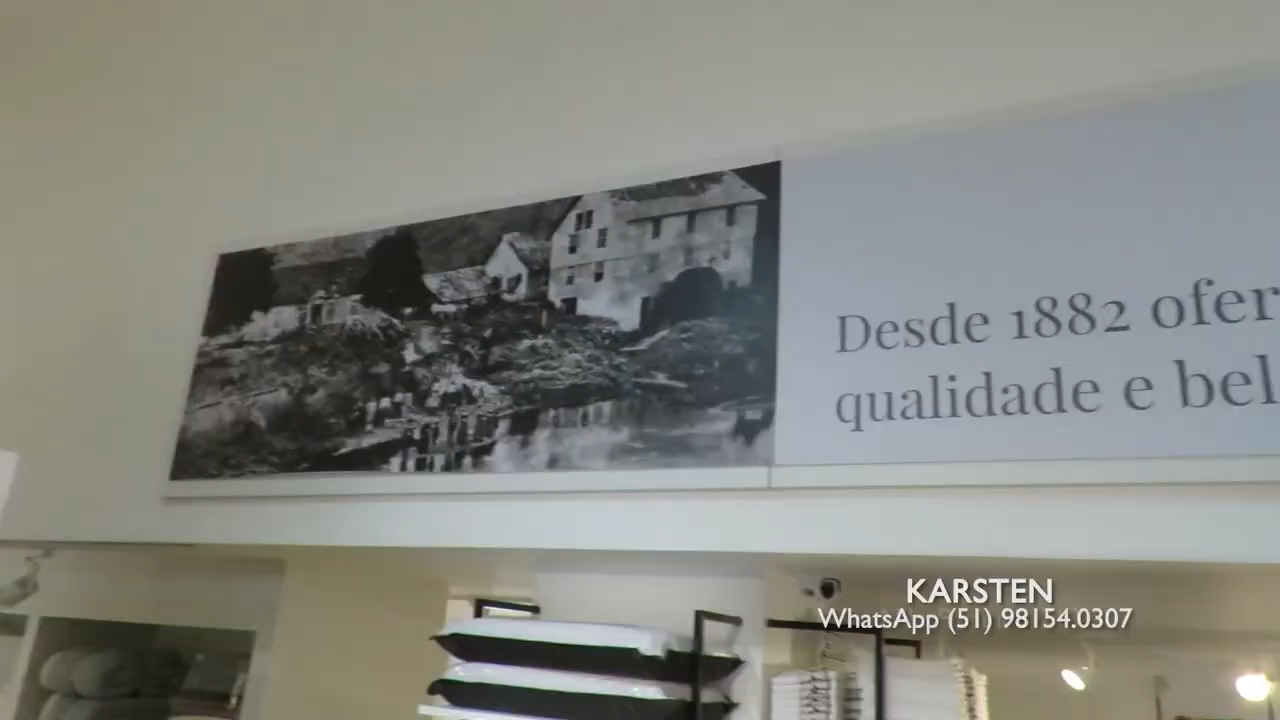 Desde 1882 ofer
qualidade e bel
KARSTEN
WhatsApp (51) 98154.0307